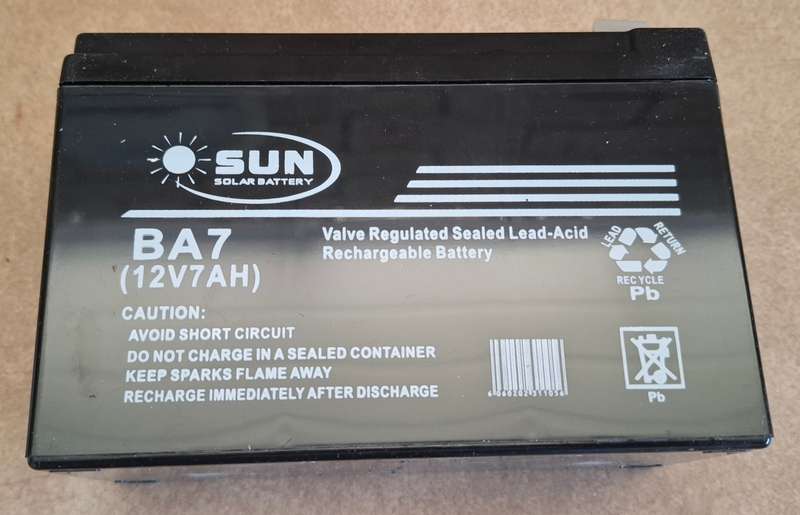 SUN
SOLAR BATTERY
BA7
(12V7AH)
Valve Regulated Sealed Lead-Acid
Rechargeable Battery
LEAD
RETURN
RECYCLE
Pb
CAUTION:
AVOID SHORT CIRCUIT
DO NOT CHARGE IN A SEALED CONTAINER
KEEP SPARKS FLAME AWAY
RECHARGE IMMEDIATELY AFTER DISCHARGE
Pb